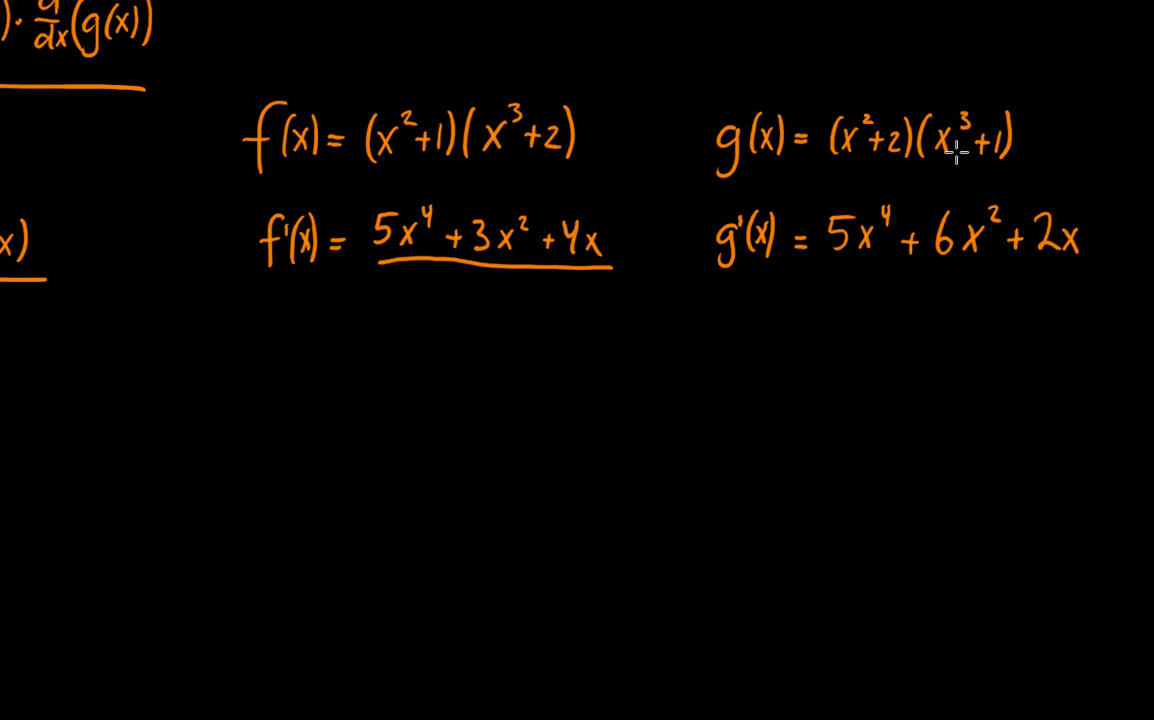 ) · d/dx (g(x))
f(x) = (x²+1)(x³+2)
g(x) = (x²+2)(x³+1)
x)
f'(x) = 5x⁴ + 3x² + 4x
g'(x) = 5x⁴ + 6x² + 2x